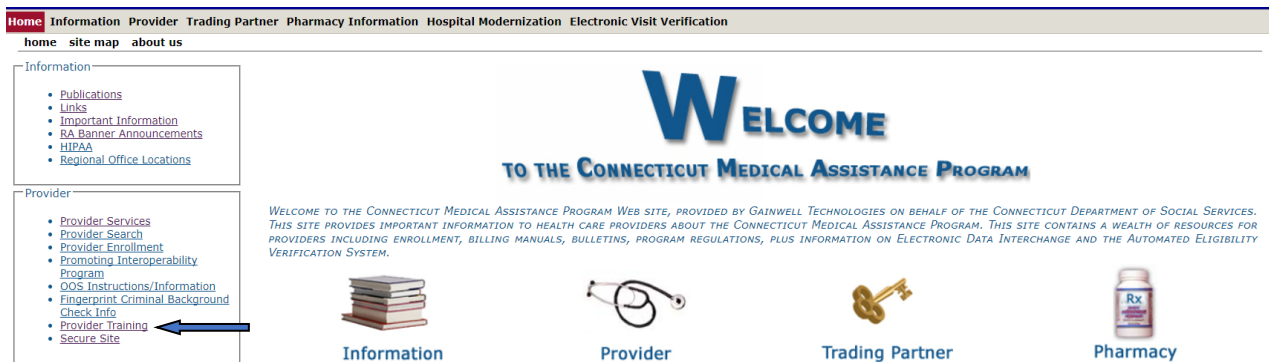 Home Information Provider Trading Partner Pharmacy Information Hospital Modernization Electronic Visit Verification
home site map about us
Information
Publications
Links
Important Information
RA Banner Announcements
HIPAA
Regional Office Locations
Provider
Provider Services
Provider Search
Provider Enrollment
Promoting Interoperability
Program
OOS Instructions/Information
Fingerprint Criminal Background
Check Info
Provider Training
Secure Site
WELCOME
TO THE CONNECTICUT MEDICAL ASSISTANCE PROGRAM
WELCOME TO THE CONNECTICUT MEDICAL ASSISTANCE PROGRAM WEB SITE, PROVIDED BY GAINWELL TECHNOLOGIES ON BEHALF OF THE CONNECTICUT DEPARTMENT OF SOCIAL SERVICES.
THIS SITE PROVIDES IMPORTANT INFORMATION TO HEALTH CARE PROVIDERS ABOUT THE CONNECTICUT MEDICAL ASSISTANCE PROGRAM. THIS SITE CONTAINS A WEALTH OF RESOURCES FOR
PROVIDERS INCLUDING ENROLLMENT, BILLING MANUALS, BULLETINS, PROGRAM REGULATIONS, PLUS INFORMATION ON ELECTRONIC DATA INTERCHANGE AND THE AUTOMATED ELIGIBILITY
VERIFICATION SYSTEM.
Rx
Information
Provider
Trading Partner
Pharmacy